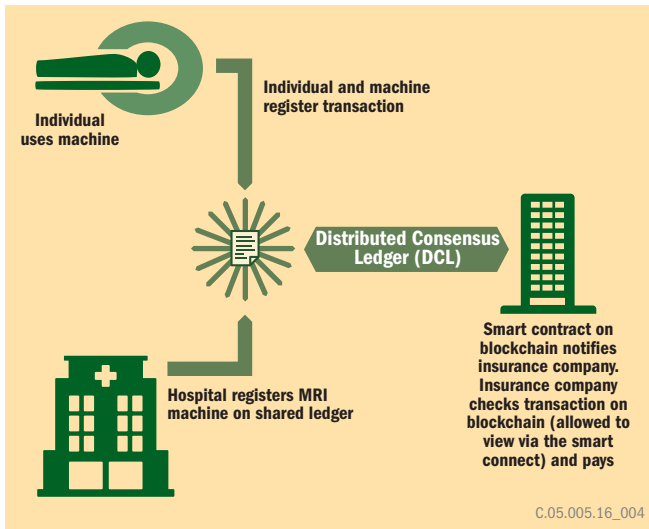 Individual
uses machine
Individual and machine
register transaction
Distributed Consensus
Ledger (DCL)
Hospital registers MRI
machine on shared ledger
Smart contract on
blockchain notifies
insurance company.
Insurance company
checks transaction on
blockchain (allowed to
view via the smart
connect) and pays
C.05.005.16_004